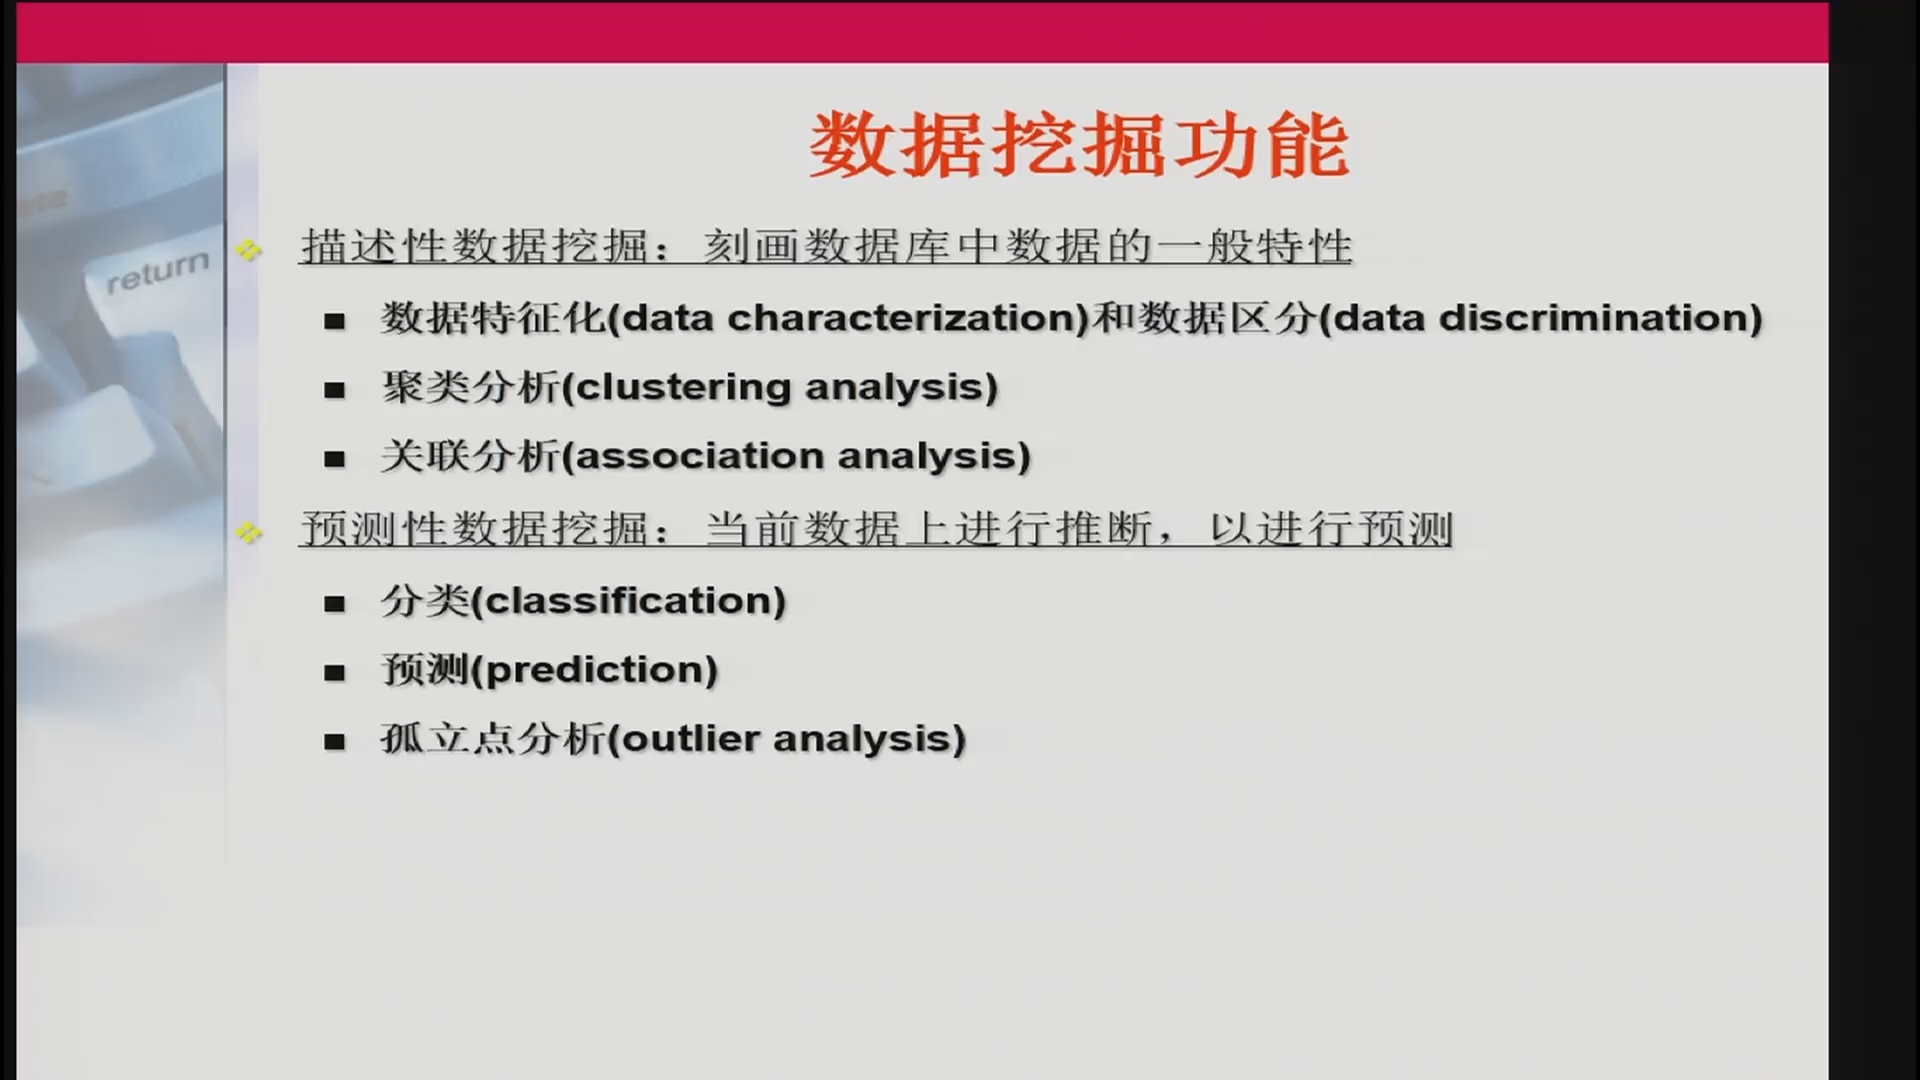 数据挖掘功能
return
描述性数据挖掘：刻画数据库中数据的一般特性
数据特征化(data characterization)和数据区分(data discrimination)
聚类分析(clustering analysis)
关联分析(association analysis)
预测性数据挖掘：当前数据上进行推断，以进行预测
分类(classification)
预测(prediction)
孤立点分析(outlier analysis)